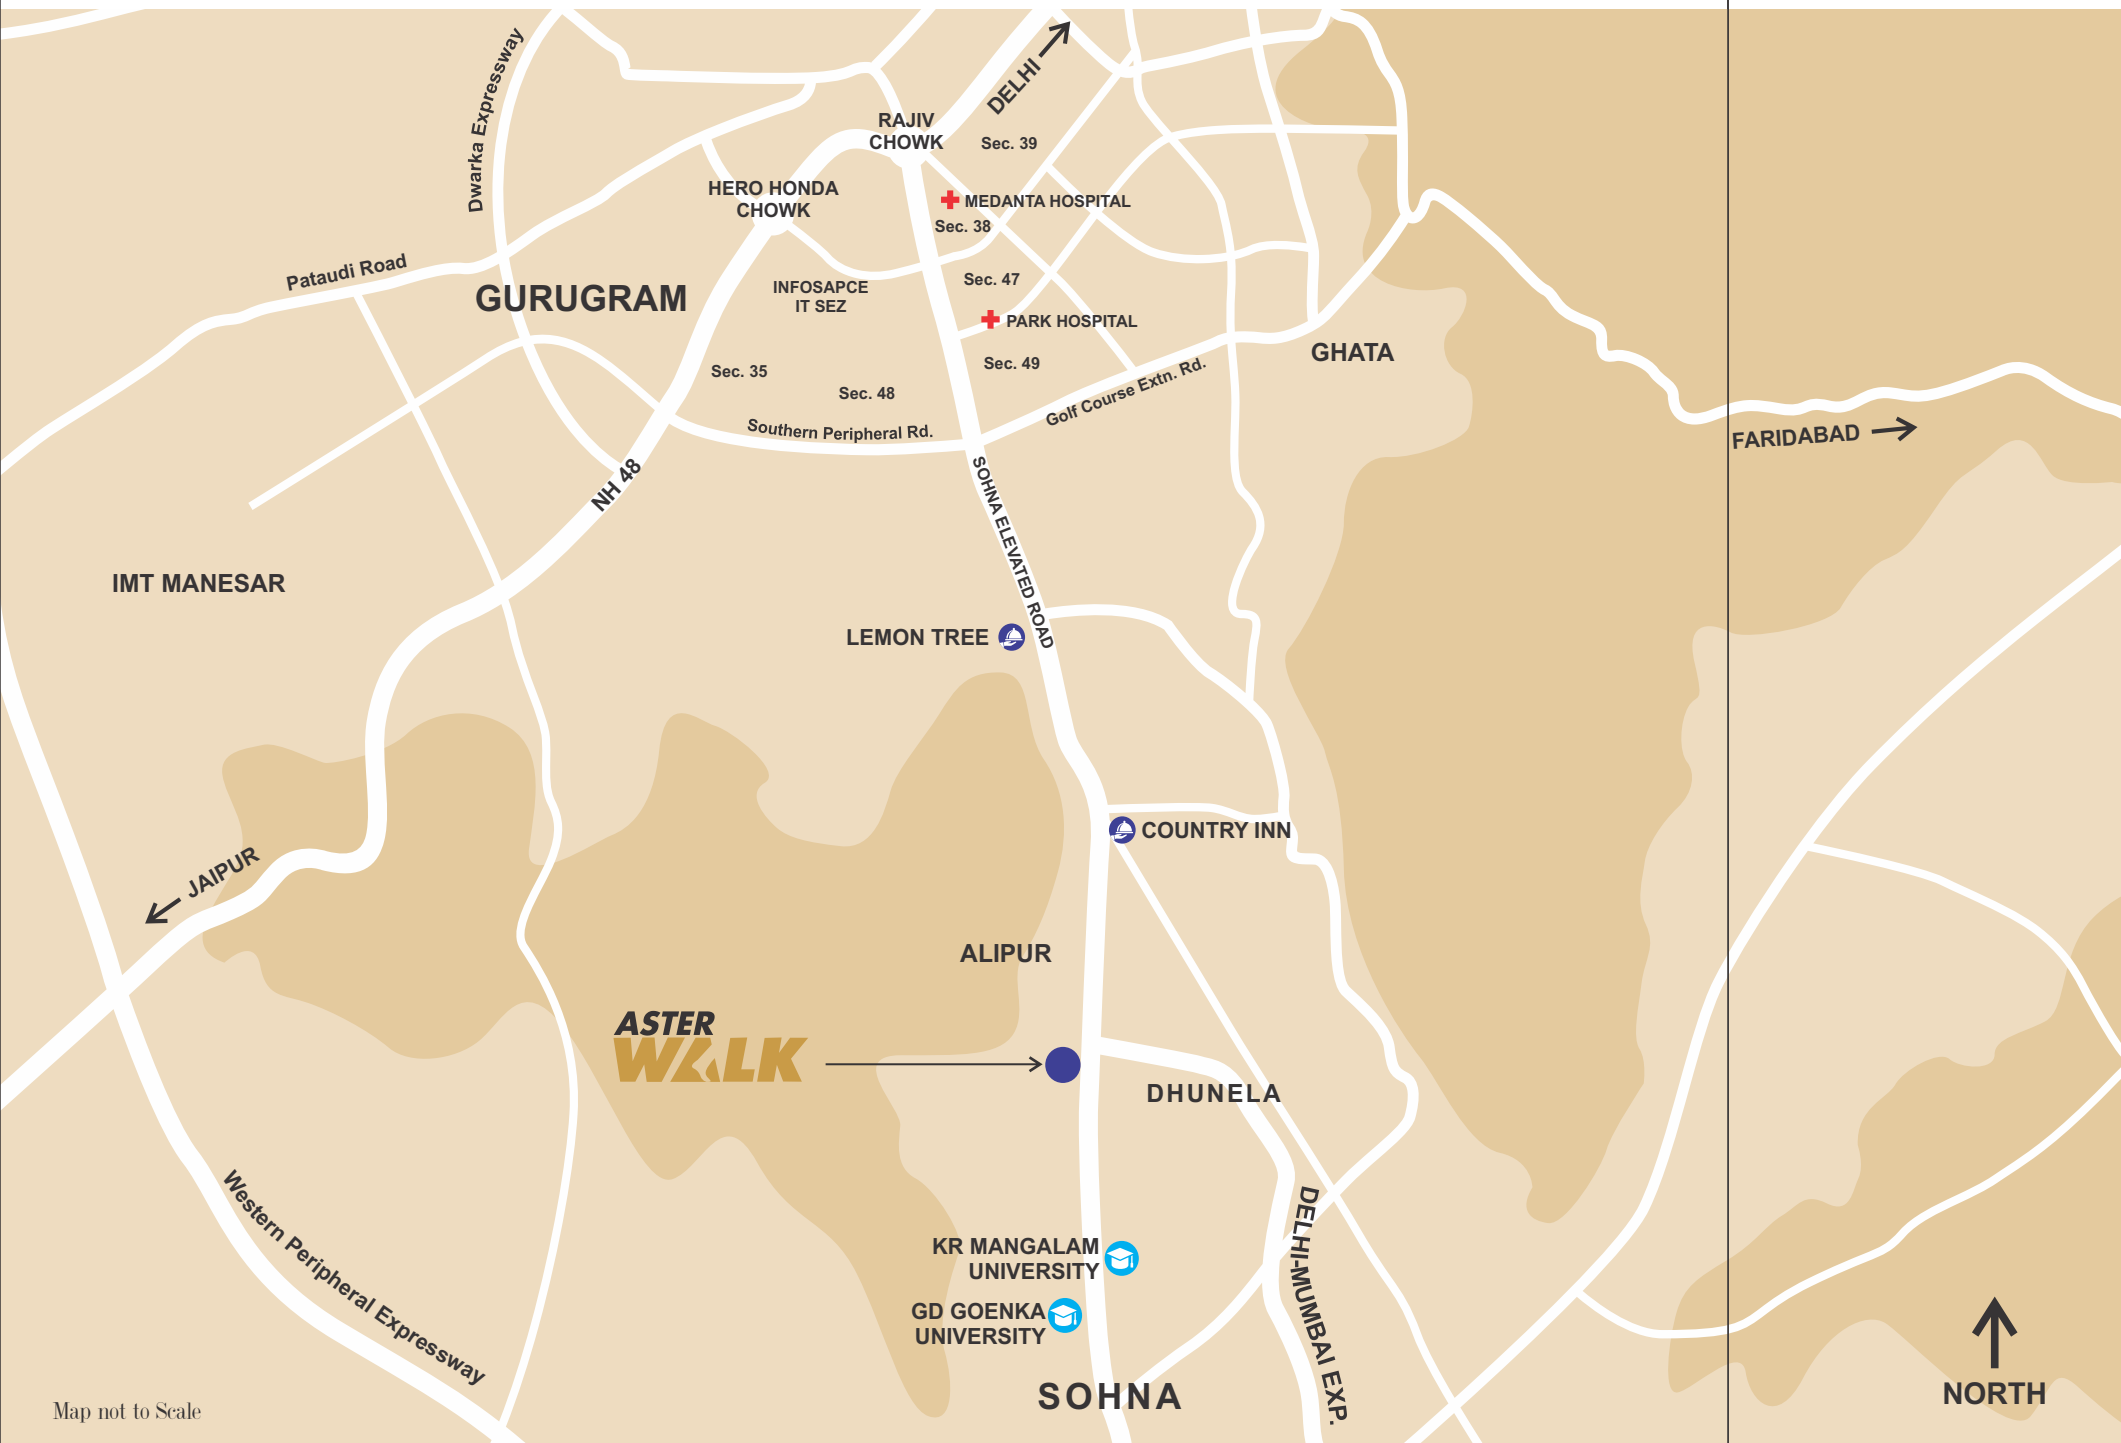 Dwarka Expressway
DELHI
RAJIV
CHOWK
Sec. 39
HERO HONDA
CHOWK
MEDANTA HOSPITAL
Sec. 38
Pataudi Road
GURUGRAM
INFOSAPCE
IT SEZ
Sec. 47
PARK HOSPITAL
GHATA
Sec. 35
Sec. 48
Sec. 49
Golf Course Extn. Rd.
Southern Peripheral Rd.
FARIDABAD
NH 48
SOHNA ELEVATED ROAD
IMT MANESAR
LEMON TREE
COUNTRY INN
JAIPUR
ALIPUR
ASTER
WALK
DHUNELA
Western Peripheral Expressway
DELHI-MUMBAI EXP.
KR MANGALAM
UNIVERSITY
GD GOENKA
UNIVERSITY
SOHNA
NORTH
Map not to Scale